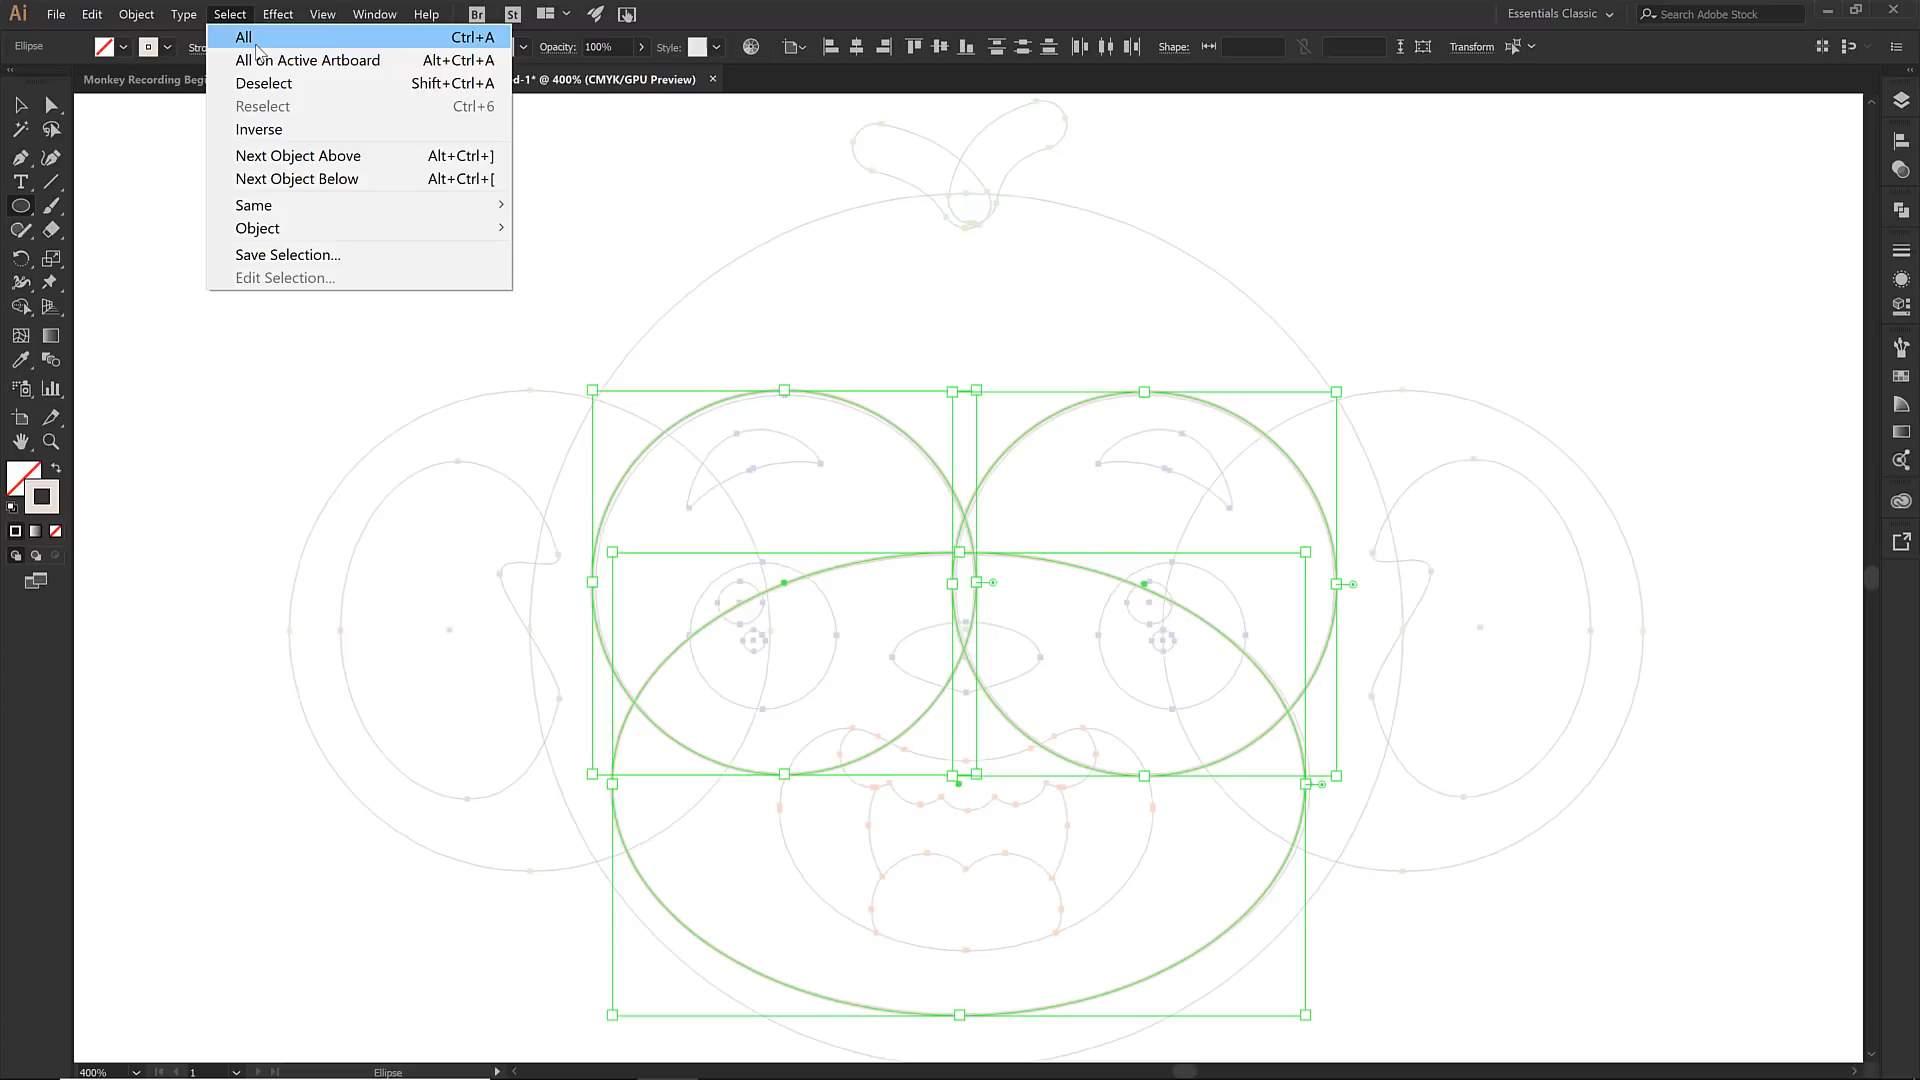 Ai File Edit Object Type Select Effect View Window Help Br St Essentials Classic Search Adobe Stock
Ellipse Stro Opacity: 100% Style: Shape: Transform
Monkey Recording Begi d-1* @ 400% (CMYK/GPU Preview) ×
All Ctrl+A
All on Active Artboard Alt+Ctrl+A
Deselect Shift+Ctrl+A
Reselect Ctrl+6
Inverse
Next Object Above Alt+Ctrl+]
Next Object Below Alt+Ctrl+[
Same
Object
Save Selection...
Edit Selection...
400% 1 Ellipse